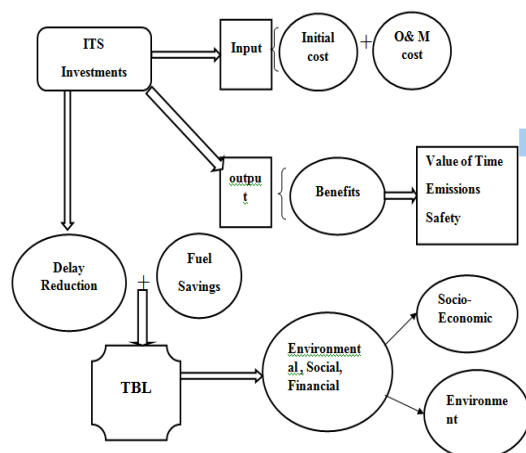 ITS
Investments
Input
Initial
cost
+
O& M
cost
outpu
t
Benefits
Value of Time
Emissions
Safety
Delay
Reduction
+
Fuel
Savings
TBL
Environment
al , Social,
Financial
Socio-
Economic
Environme
nt